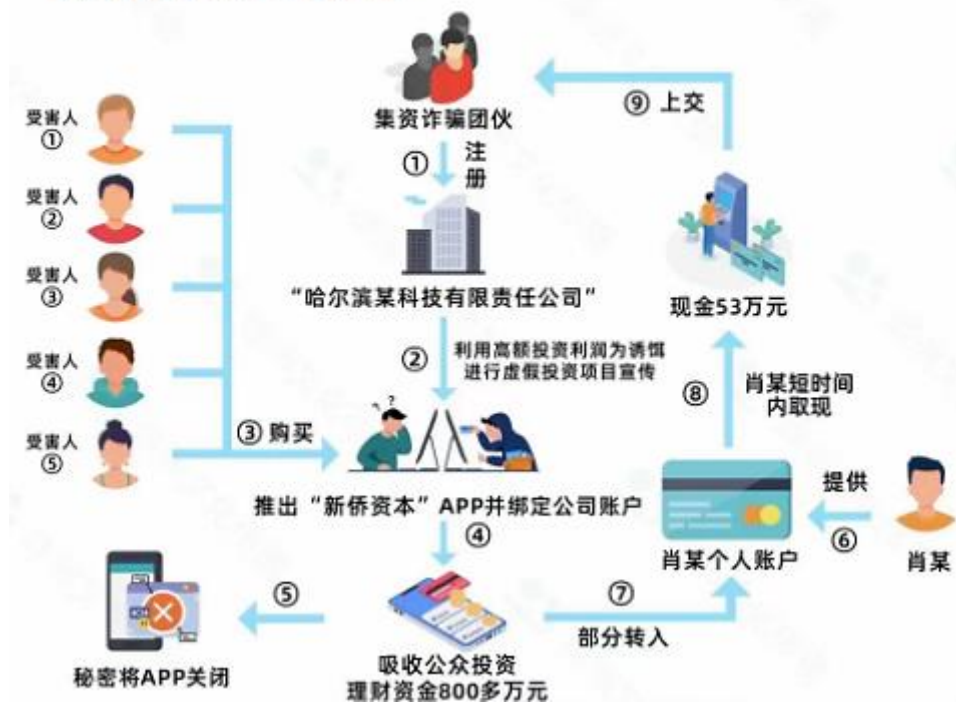 集资诈骗团伙
① 注册
“哈尔滨某科技有限责任公司”
② 利用高额投资利润为诱饵
进行虚假投资项目宣传
受害人
①
受害人
②
受害人
③
受害人
④
受害人
⑤
③ 购买
?
推出“新侨资本”APP并绑定公司账户
④
吸收公众投资
理财资金800多万元
⑤
秘密将APP关闭
提供
⑥
肖某
肖某个人账户
⑦
部分转入
⑧
肖某短时间
内取现
现金53万元
⑨ 上交